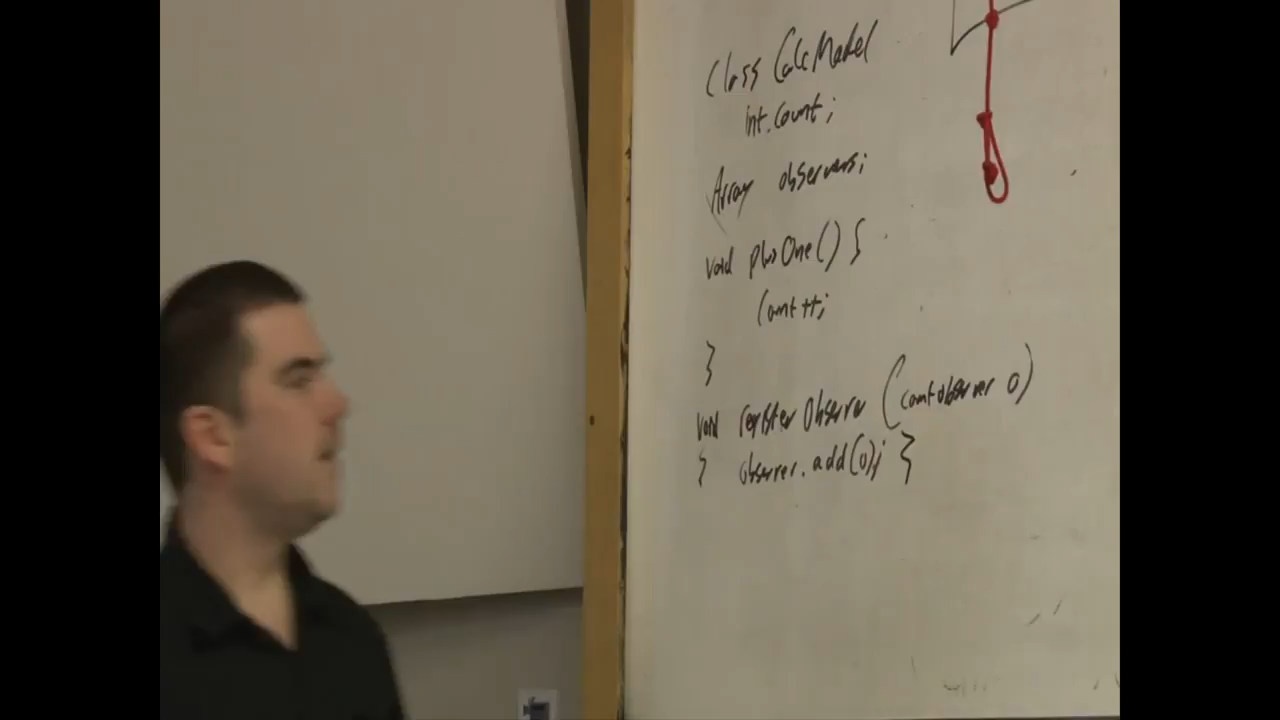 Class CalcModel
int count;
Array observers;
void plusOne() {
count++;
}
void registerObserver (countobserver o)
{ observer.add(o); }